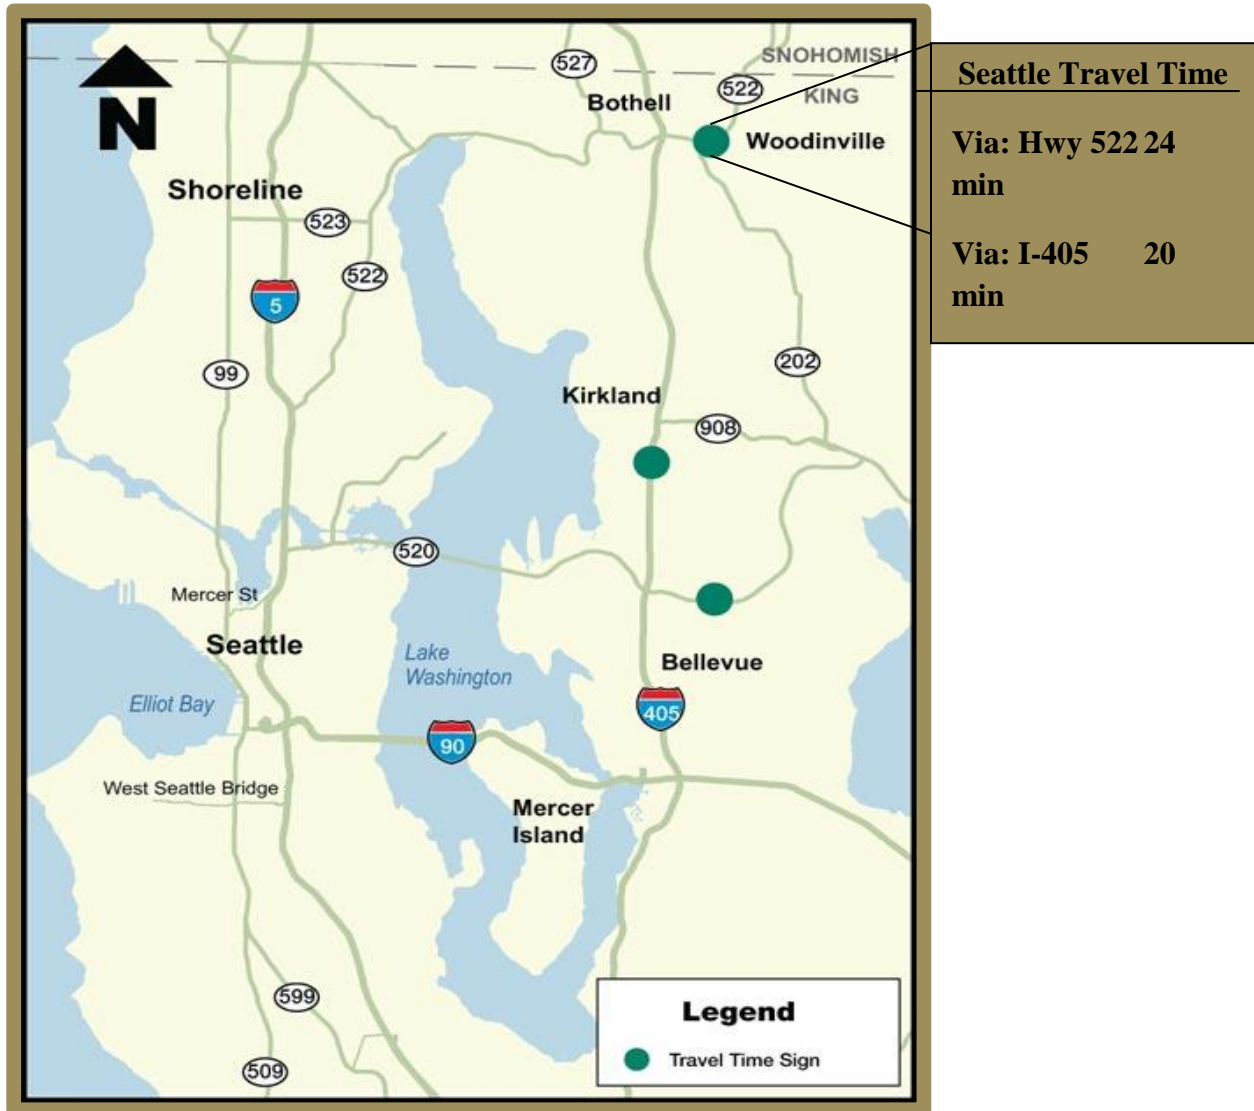 SNOHOMISH
527
KING
522
Bothell
N
Woodinville
Shoreline
523
522
5
99
202
Kirkland
908
520
Mercer St
Seattle
Lake
Washington
Bellevue
Elliot Bay
405
90
West Seattle Bridge
Mercer
Island
599
509
Legend
Travel Time Sign
Seattle Travel Time
Via: Hwy 522 24
min
Via: I-405 20
min